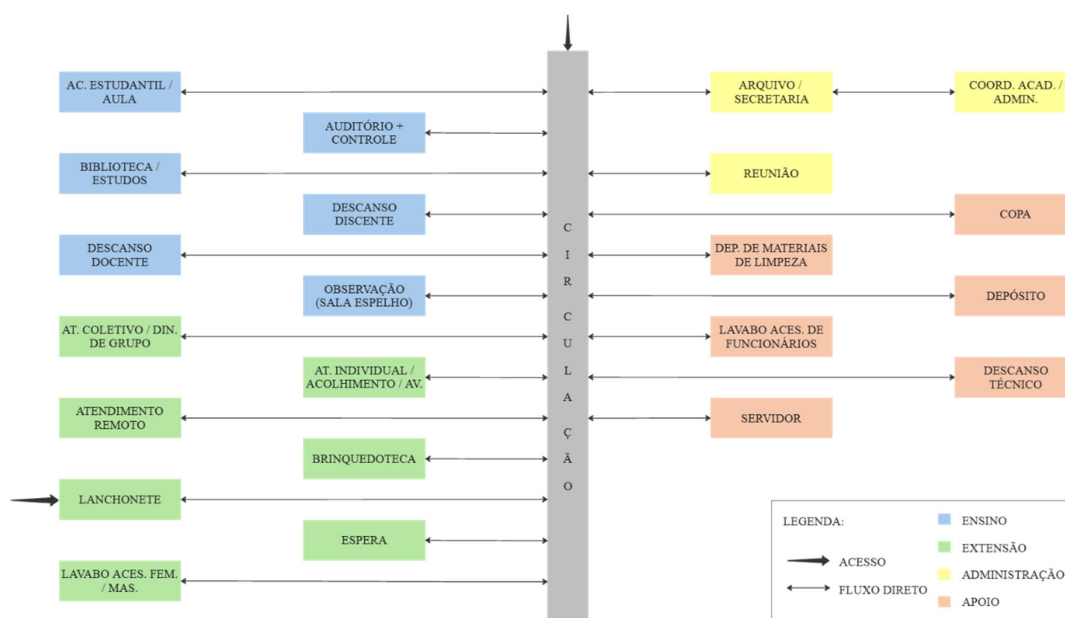 AC. ESTUDANTIL /
AULA
AUDITÓRIO +
CONTROLE
BIBLIOTECA /
ESTUDOS
DESCANSO
DISCENTE
DESCANSO
DOCENTE
OBSERVAÇÃO
(SALA ESPELHO)
AT. COLETIVO / DIN.
DE GRUPO
AT. INDIVIDUAL /
ACOLHIMENTO / AV.
ATENDIMENTO
REMOTO
BRINQUEDOTECA
LANCHONETE
ESPERA
LAVABO ACES. FEM.
/ MAS.
CIRCULAÇÃO
ARQUIVO /
SECRETARIA
COORD. ACAD. /
ADMIN.
REUNIÃO
COPA
DEP. DE MATERIAIS
DE LIMPEZA
DEPÓSITO
LAVABO ACES. DE
FUNCIONÁRIOS
DESCANSO
TÉCNICO
SERVIDOR
LEGENDA:
ACESSO
FLUXO DIRETO
ENSINO
EXTENSÃO
ADMINISTRAÇÃO
APOIO